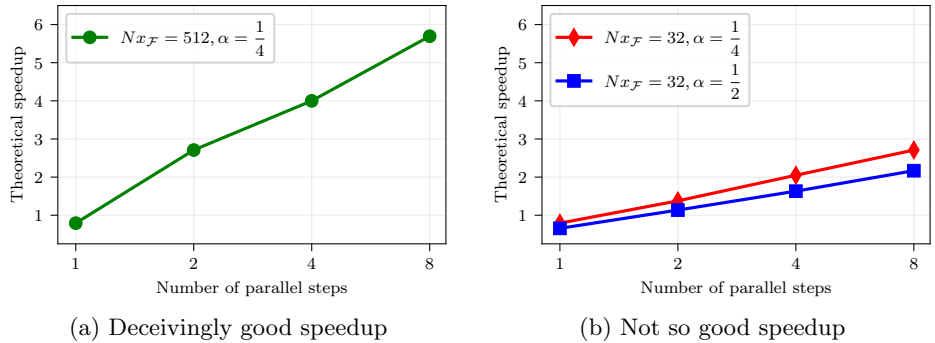 6
5
4
3
2
1
Theoretical speedup
Nx_F = 512, α = 1/4
1 2 4 8
Number of parallel steps
(a) Deceivingly good speedup
6
5
4
3
2
1
Theoretical speedup
Nx_F = 32, α = 1/4
Nx_F = 32, α = 1/2
1 2 4 8
Number of parallel steps
(b) Not so good speedup